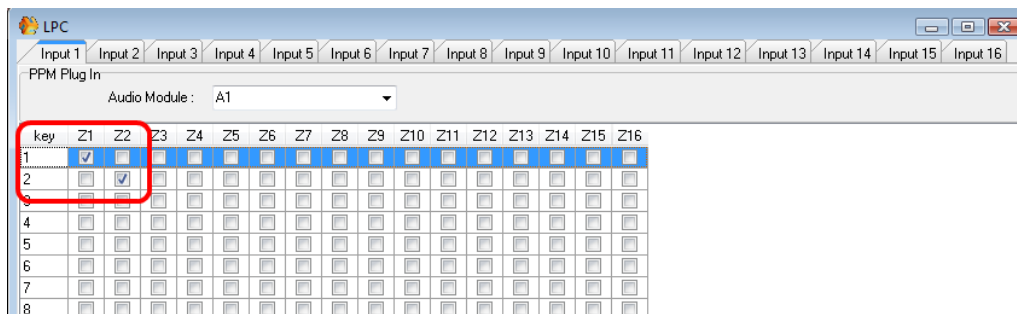 LPC
Input 1 Input 2 Input 3 Input 4 Input 5 Input 6 Input 7 Input 8 Input 9 Input 10 Input 11 Input 12 Input 13 Input 14 Input 15 Input 16
PPM Plug In
Audio Module : A1
key Z1 Z2 Z3 Z4 Z5 Z6 Z7 Z8 Z9 Z10 Z11 Z12 Z13 Z14 Z15 Z16
1
2
3
4
5
6
7
8